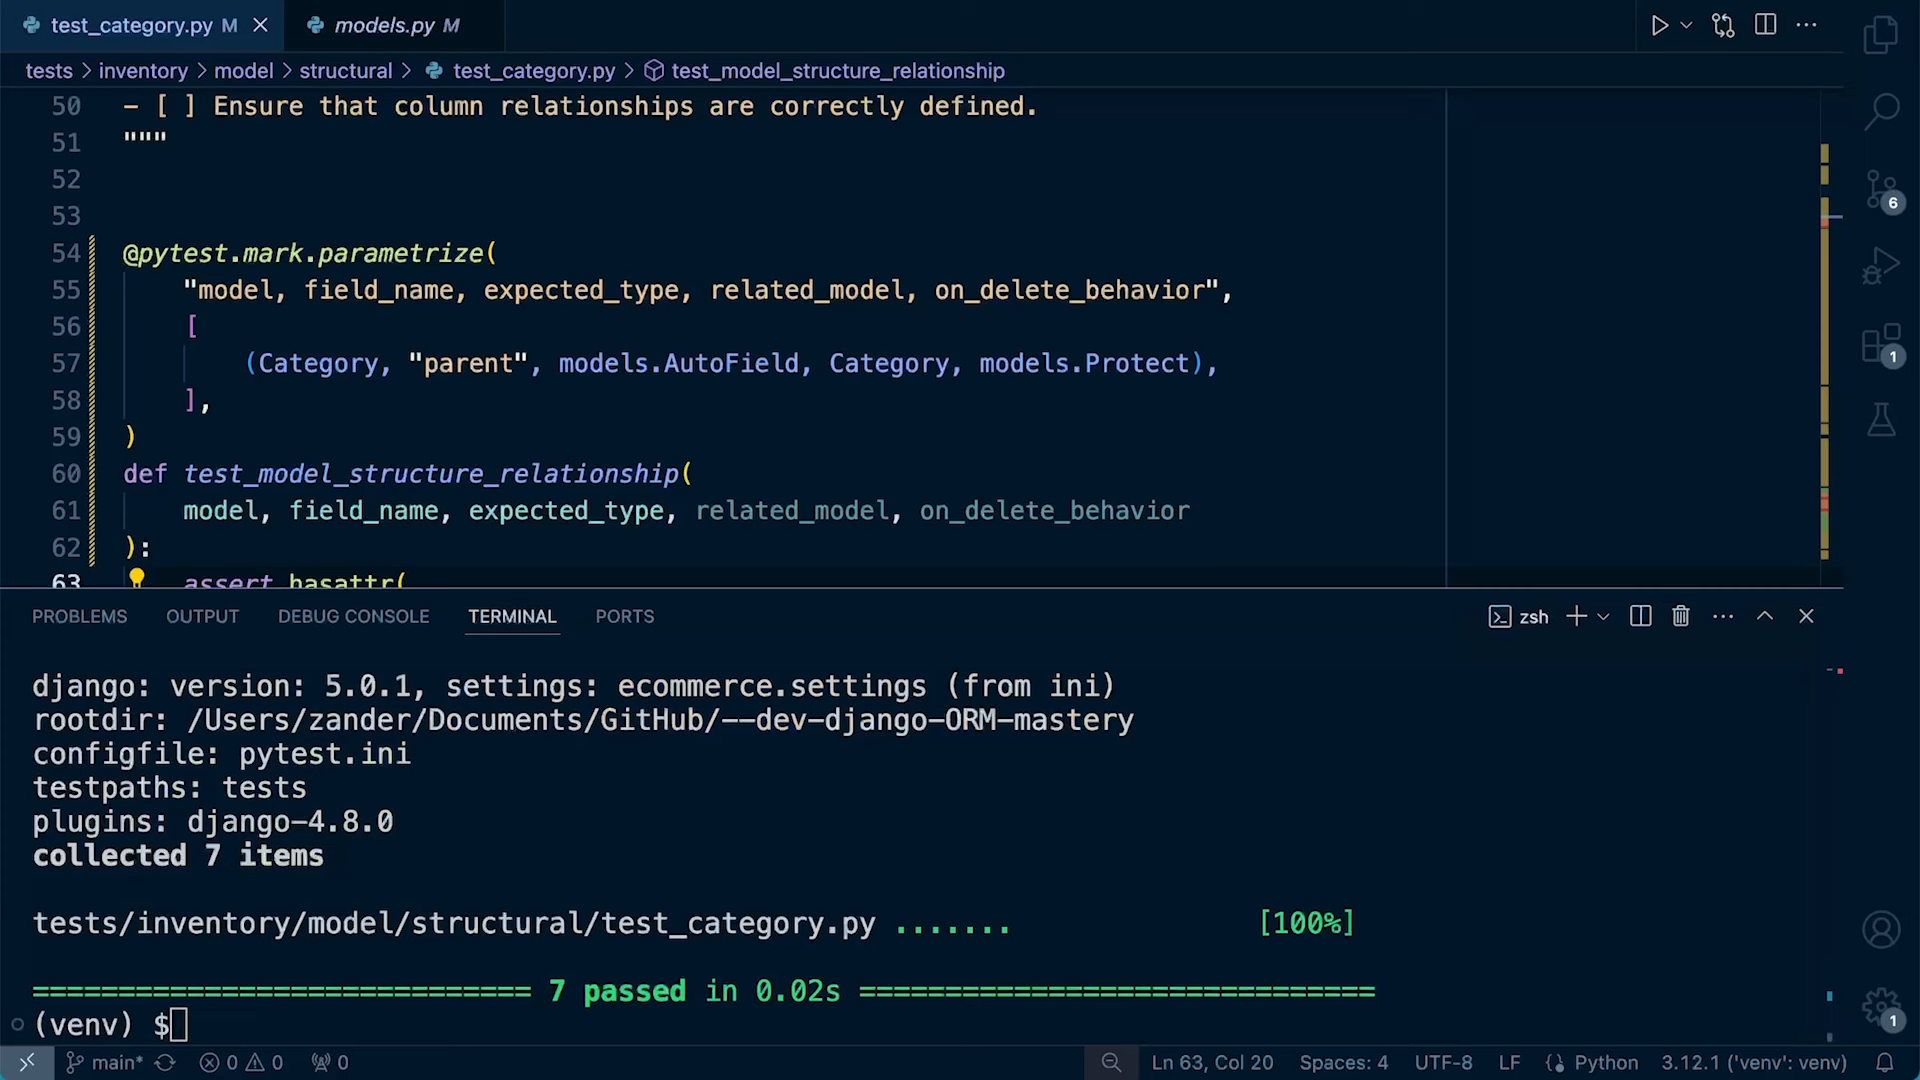 test_category.py M
models.py M
tests > inventory > model > structural > test_category.py > test_model_structure_relationship
50 - [ ] Ensure that column relationships are correctly defined.
51 """
52
53
54 @pytest.mark.parametrize(
55 "model, field_name, expected_type, related_model, on_delete_behavior",
56 [
57 (Category, "parent", models.AutoField, Category, models.Protect),
58 ],
59 )
60 def test_model_structure_relationship(
61 model, field_name, expected_type, related_model, on_delete_behavior
62 ):
63 assert hasattr(
6
1
PROBLEMS OUTPUT DEBUG CONSOLE TERMINAL PORTS zsh
django: version: 5.0.1, settings: ecommerce.settings (from ini)
rootdir: /Users/zander/Documents/GitHub/--dev-django-ORM-mastery
configfile: pytest.ini
testpaths: tests
plugins: django-4.8.0
collected 7 items
tests/inventory/model/structural/test_category.py ....... [100%]
============================= 7 passed in 0.02s ==============================
(venv) $
1
main* 0 0 0 Ln 63, Col 20 Spaces: 4 UTF-8 LF Python 3.12.1 ('venv': venv)